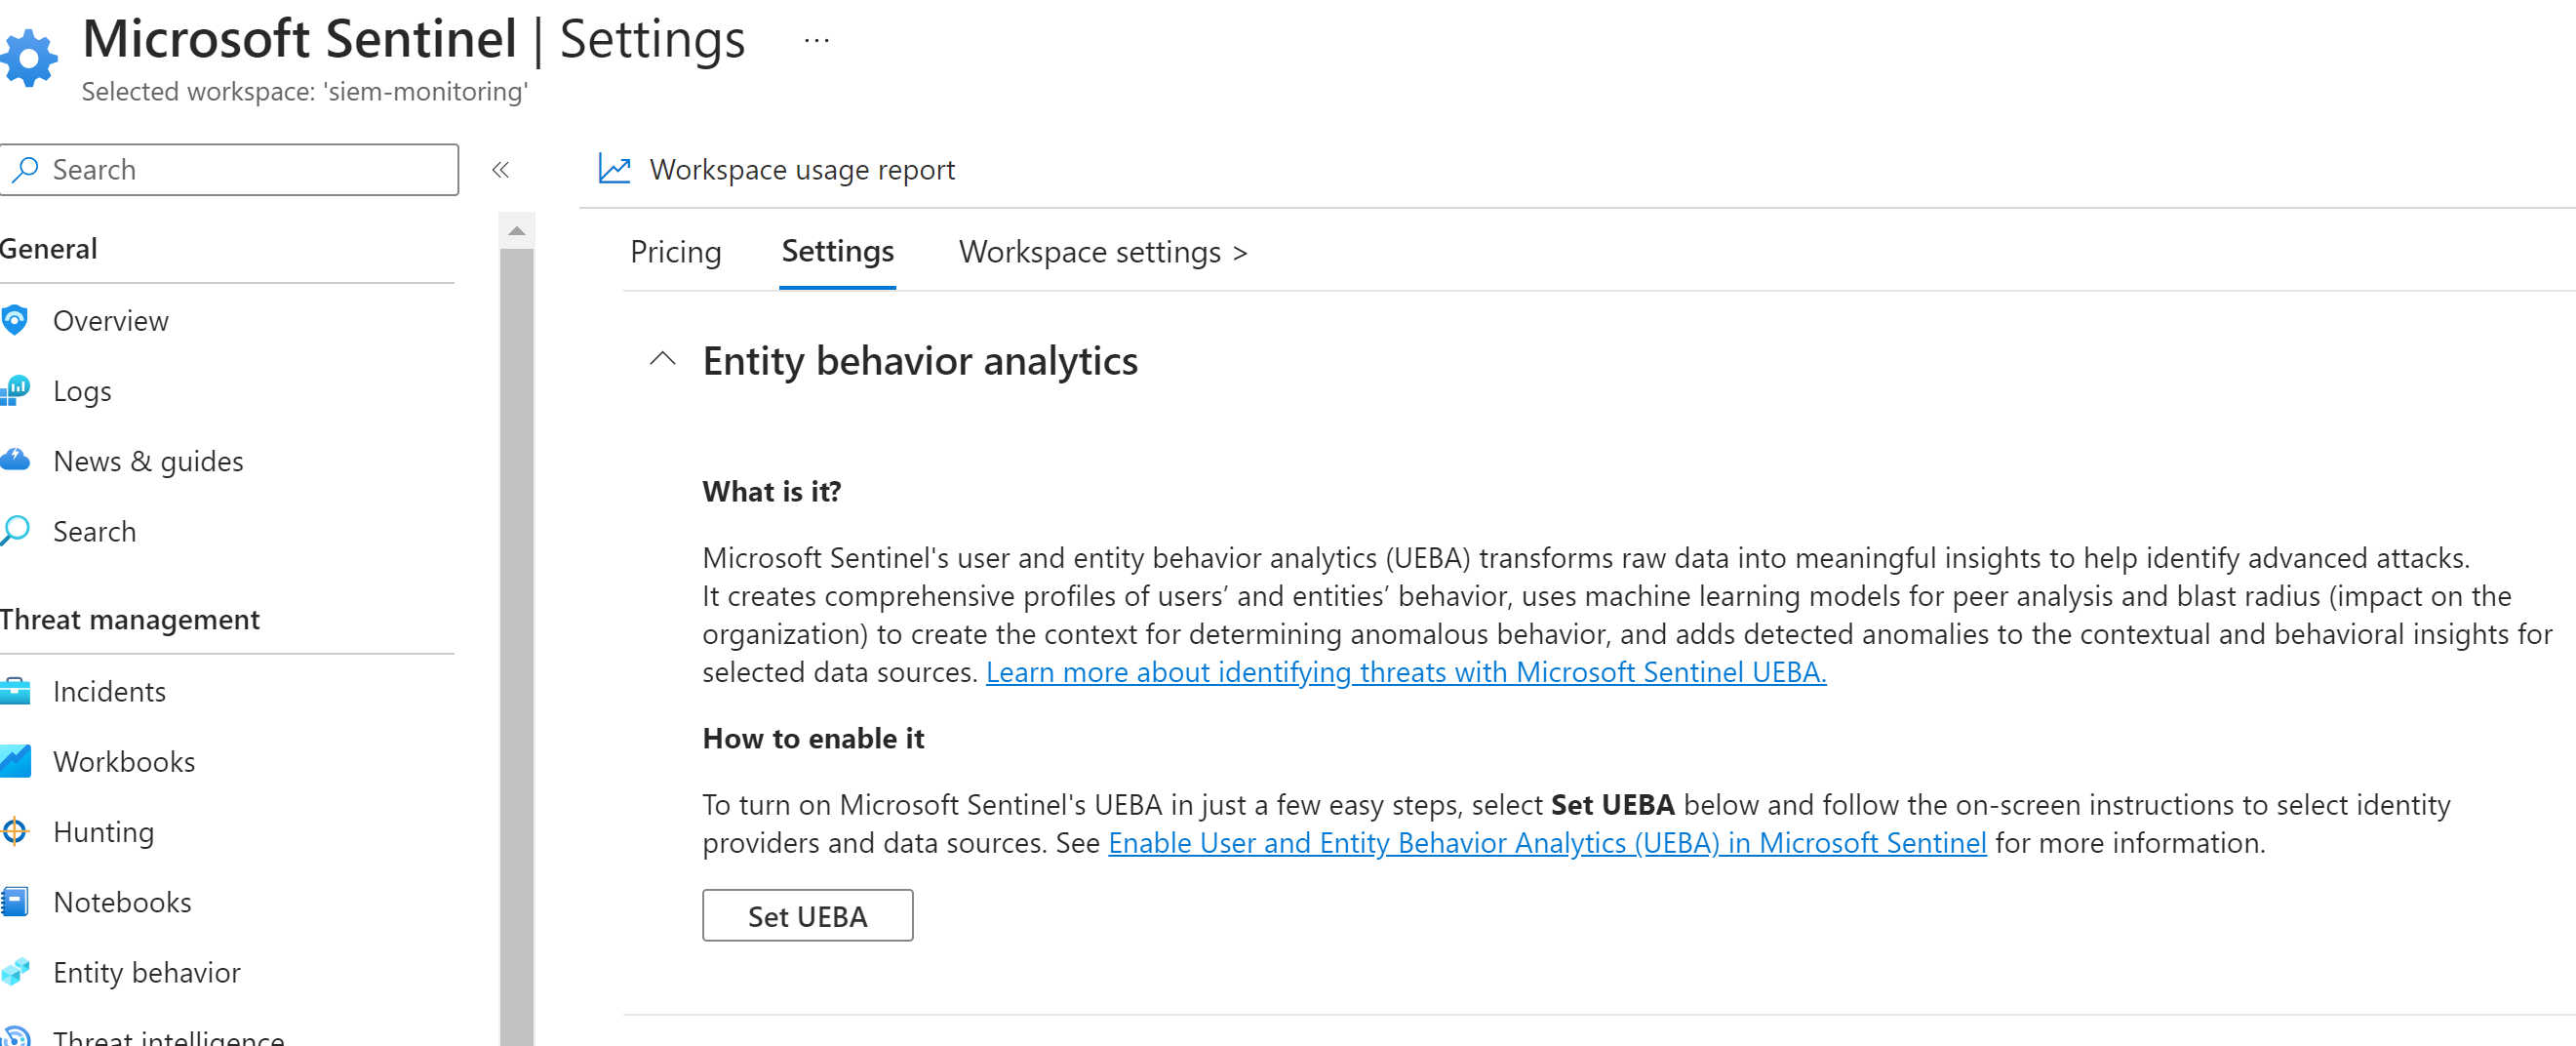 Microsoft Sentinel | Settings ...
Selected workspace: 'siem-monitoring'
Search «
General
Overview
Logs
News & guides
Search
Threat management
Incidents
Workbooks
Hunting
Notebooks
Entity behavior
Threat intelligence
Workspace usage report
Pricing Settings Workspace settings >
Entity behavior analytics
What is it?
Microsoft Sentinel's user and entity behavior analytics (UEBA) transforms raw data into meaningful insights to help identify advanced attacks.
It creates comprehensive profiles of users’ and entities’ behavior, uses machine learning models for peer analysis and blast radius (impact on the
organization) to create the context for determining anomalous behavior, and adds detected anomalies to the contextual and behavioral insights for
selected data sources. Learn more about identifying threats with Microsoft Sentinel UEBA.
How to enable it
To turn on Microsoft Sentinel's UEBA in just a few easy steps, select Set UEBA below and follow the on-screen instructions to select identity
providers and data sources. See Enable User and Entity Behavior Analytics (UEBA) in Microsoft Sentinel for more information.
Set UEBA